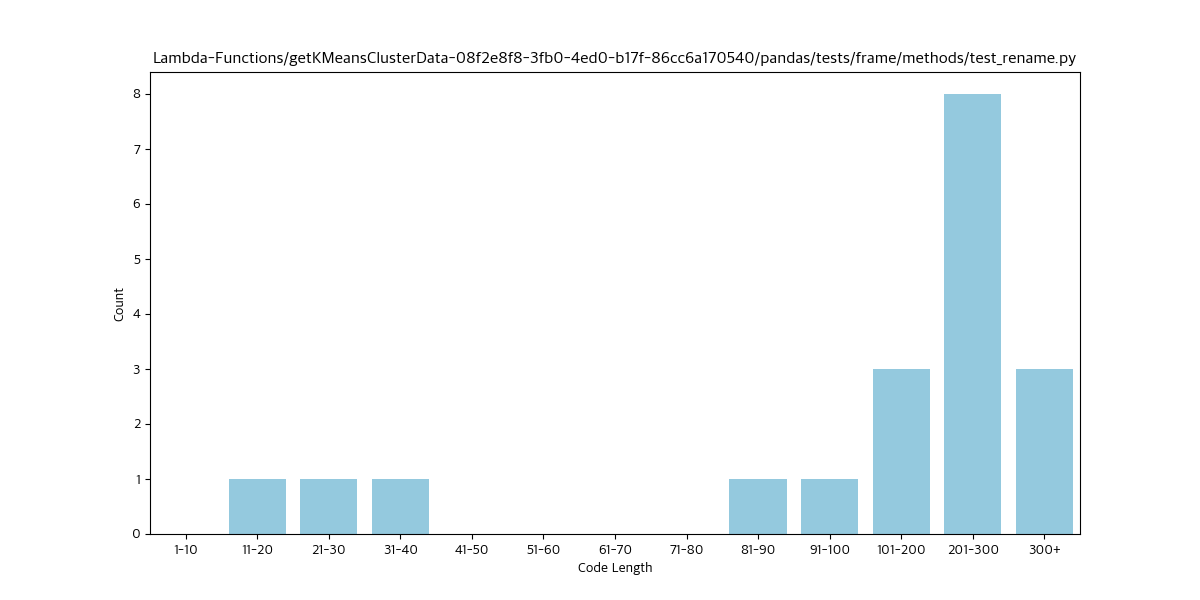 Lambda-Functions/getKMeansClusterData-08f2e8f8-3fb0-4ed0-b17f-86cc6a170540/pandas/tests/frame/methods/test_rename.py
8
7
6
5
4
3
2
1
0
Count
1-10 11-20 21-30 31-40 41-50 51-60 61-70 71-80 81-90 91-100 101-200 201-300 300+
Code Length